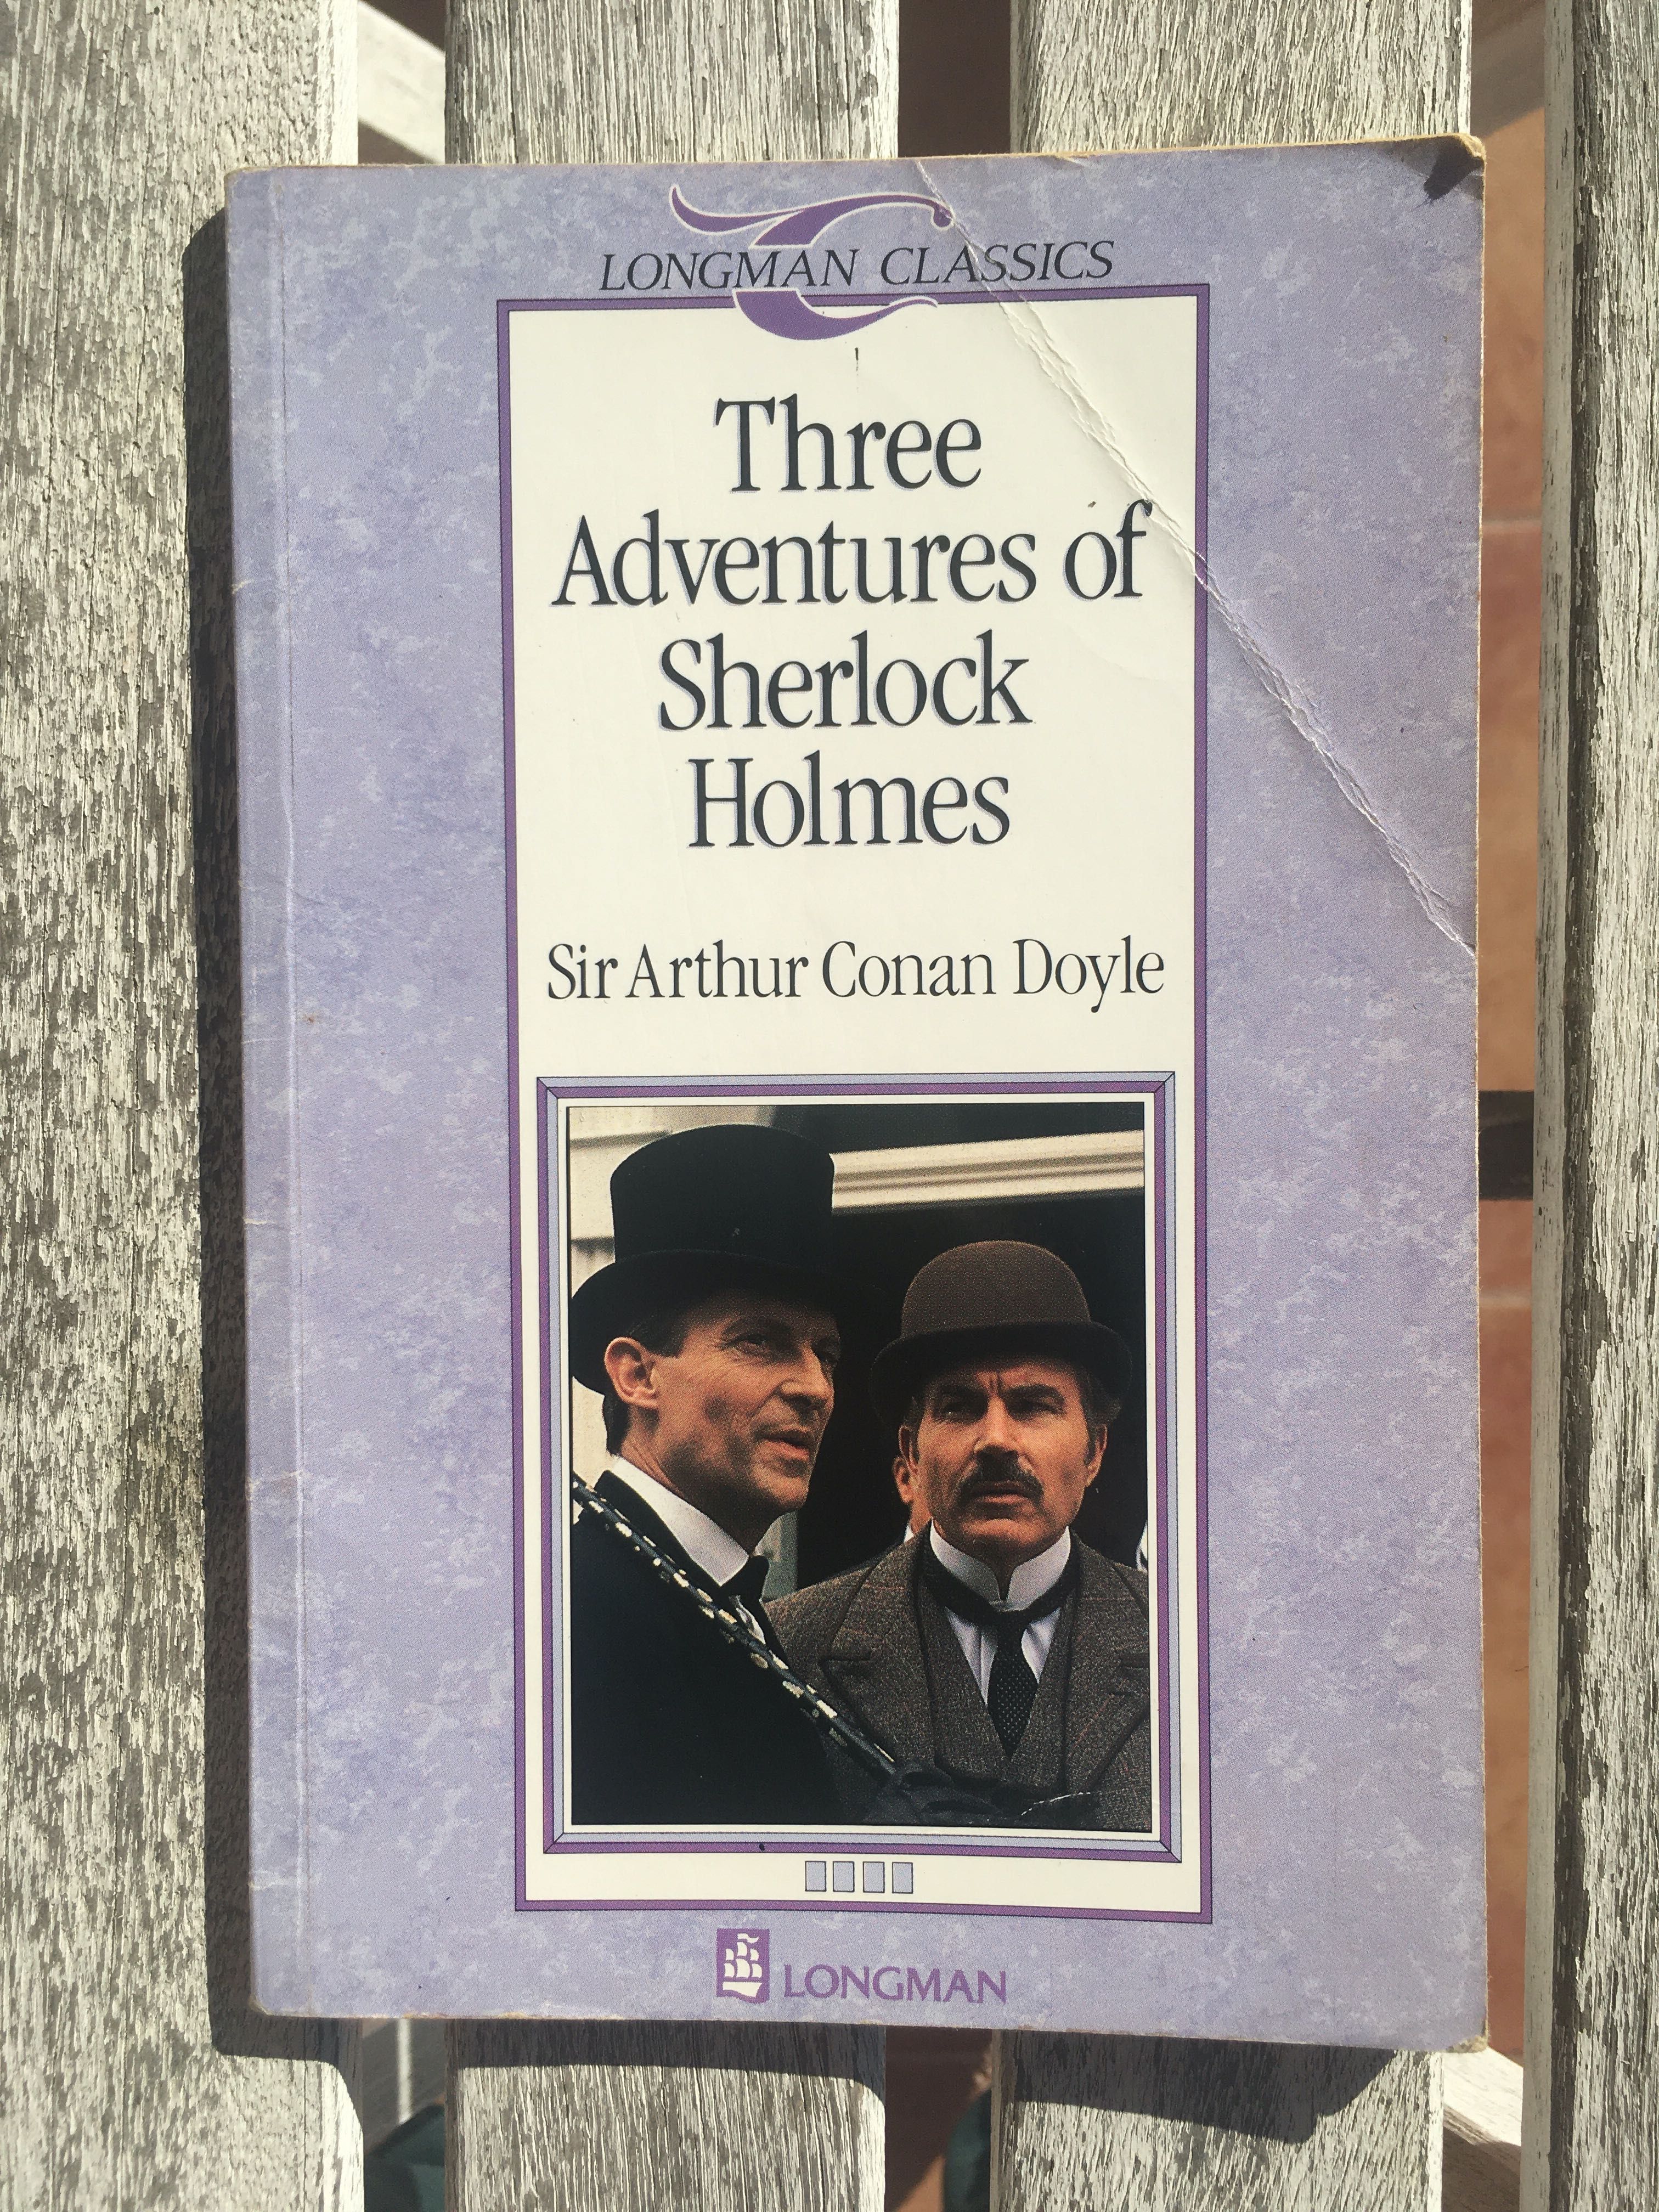 LONGMAN CLASSICS
Three
Adventures of
Sherlock
Holmes
Sir Arthur Conan Doyle
LONGMAN